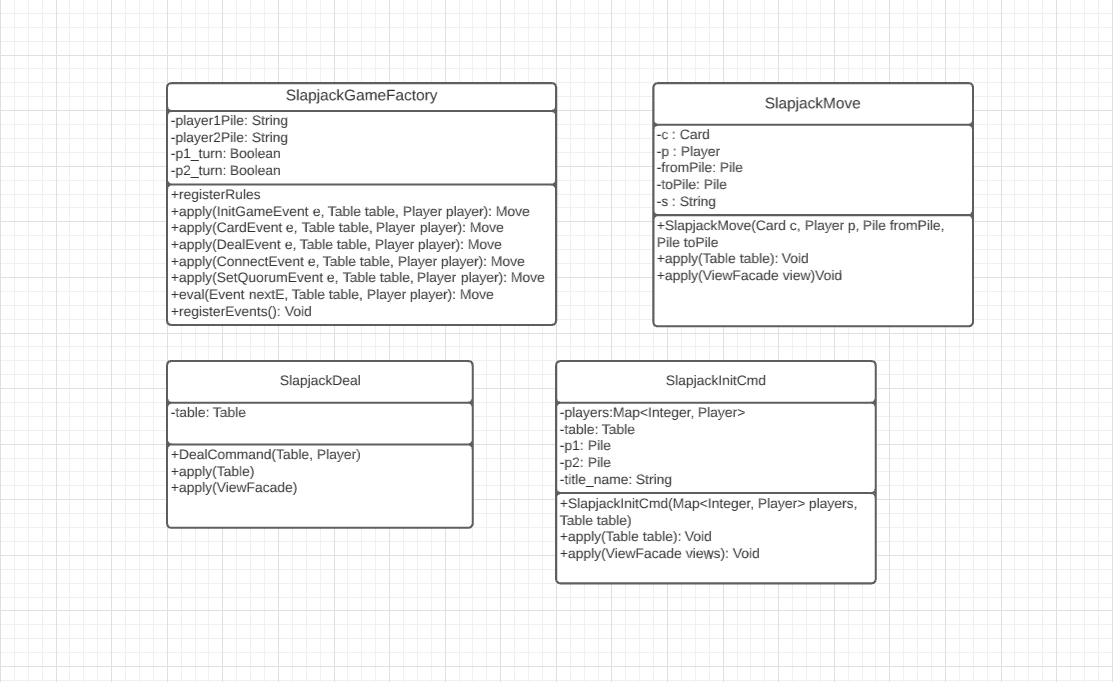 SlapjackGameFactory
-player1Pile: String
-player2Pile: String
-p1_turn: Boolean
-p2_turn: Boolean
+registerRules
+apply(InitGameEvent e, Table table, Player player): Move
+apply(CardEvent e, Table table, Player player): Move
+apply(DealEvent e, Table table, Player player): Move
+apply(ConnectEvent e, Table table, Player player): Move
+apply(SetQuorumEvent e, Table table, Player player): Move
+eval(Event nextE, Table table, Player player): Move
+registerEvents(): Void
SlapjackMove
-c : Card
-p : Player
-fromPile: Pile
-toPile: Pile
-s : String
+SlapjackMove(Card c, Player p, Pile fromPile,
Pile toPile
+apply(Table table): Void
+apply(ViewFacade view)Void
SlapjackDeal
-table: Table
+DealCommand(Table, Player)
+apply(Table)
+apply(ViewFacade)
SlapjackInitCmd
-players:Map<Integer, Player>
-table: Table
-p1: Pile
-p2: Pile
-title_name: String
+SlapjackInitCmd(Map<Integer, Player> players,
Table table)
+apply(Table table): Void
+apply(ViewFacade views): Void